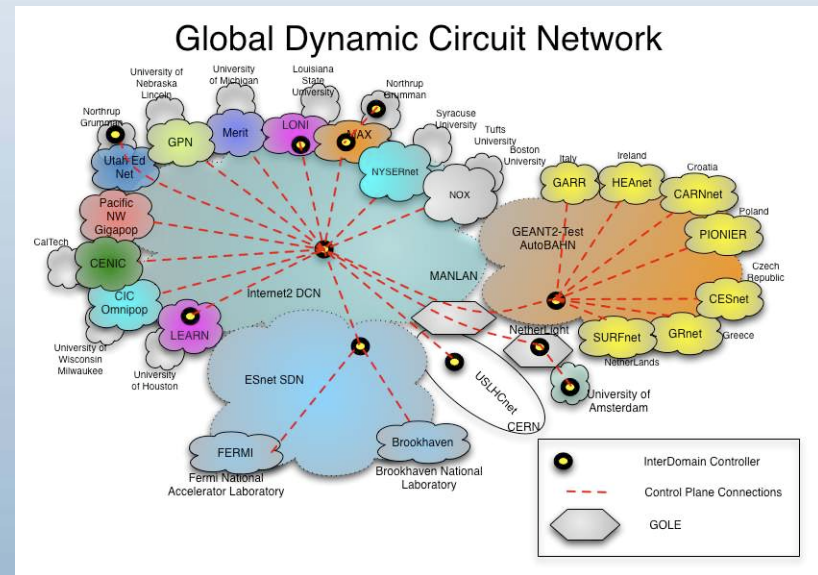 Global Dynamic Circuit Network
University of
Nebraska
Lincoln
University
of Michigan
Louisiana
State
University
Northrup
Grumman
Northrup
Grumman
Syracuse
University
Tufts
University
Boston
University
GPN
Merit
LONI
MAX
NYSERnet
NOX
Utah Ed
Net
Pacific
NW
Gigapop
CalTech
CENIC
CIC
Omnipop
University
of
Wisconsin
Milwaukee
LEARN
University
of Houston
Internet2 DCN
MANLAN
Italy
GARR
Ireland
HEAnet
Croatia
CARNnet
Poland
PIONIER
GEANT2-Test
AutoBAHN
Czech
Republic
CESnet
GRnet
Greece
SURFnet
NetherLands
NetherLight
University of
Amsterdam
USLHCnet
CERN
ESnet SDN
FERMI
Fermi National
Accelerator Laboratory
Brookhaven
Brookhaven National
Laboratory
InterDomain Controller
Control Plane Connections
GOLE